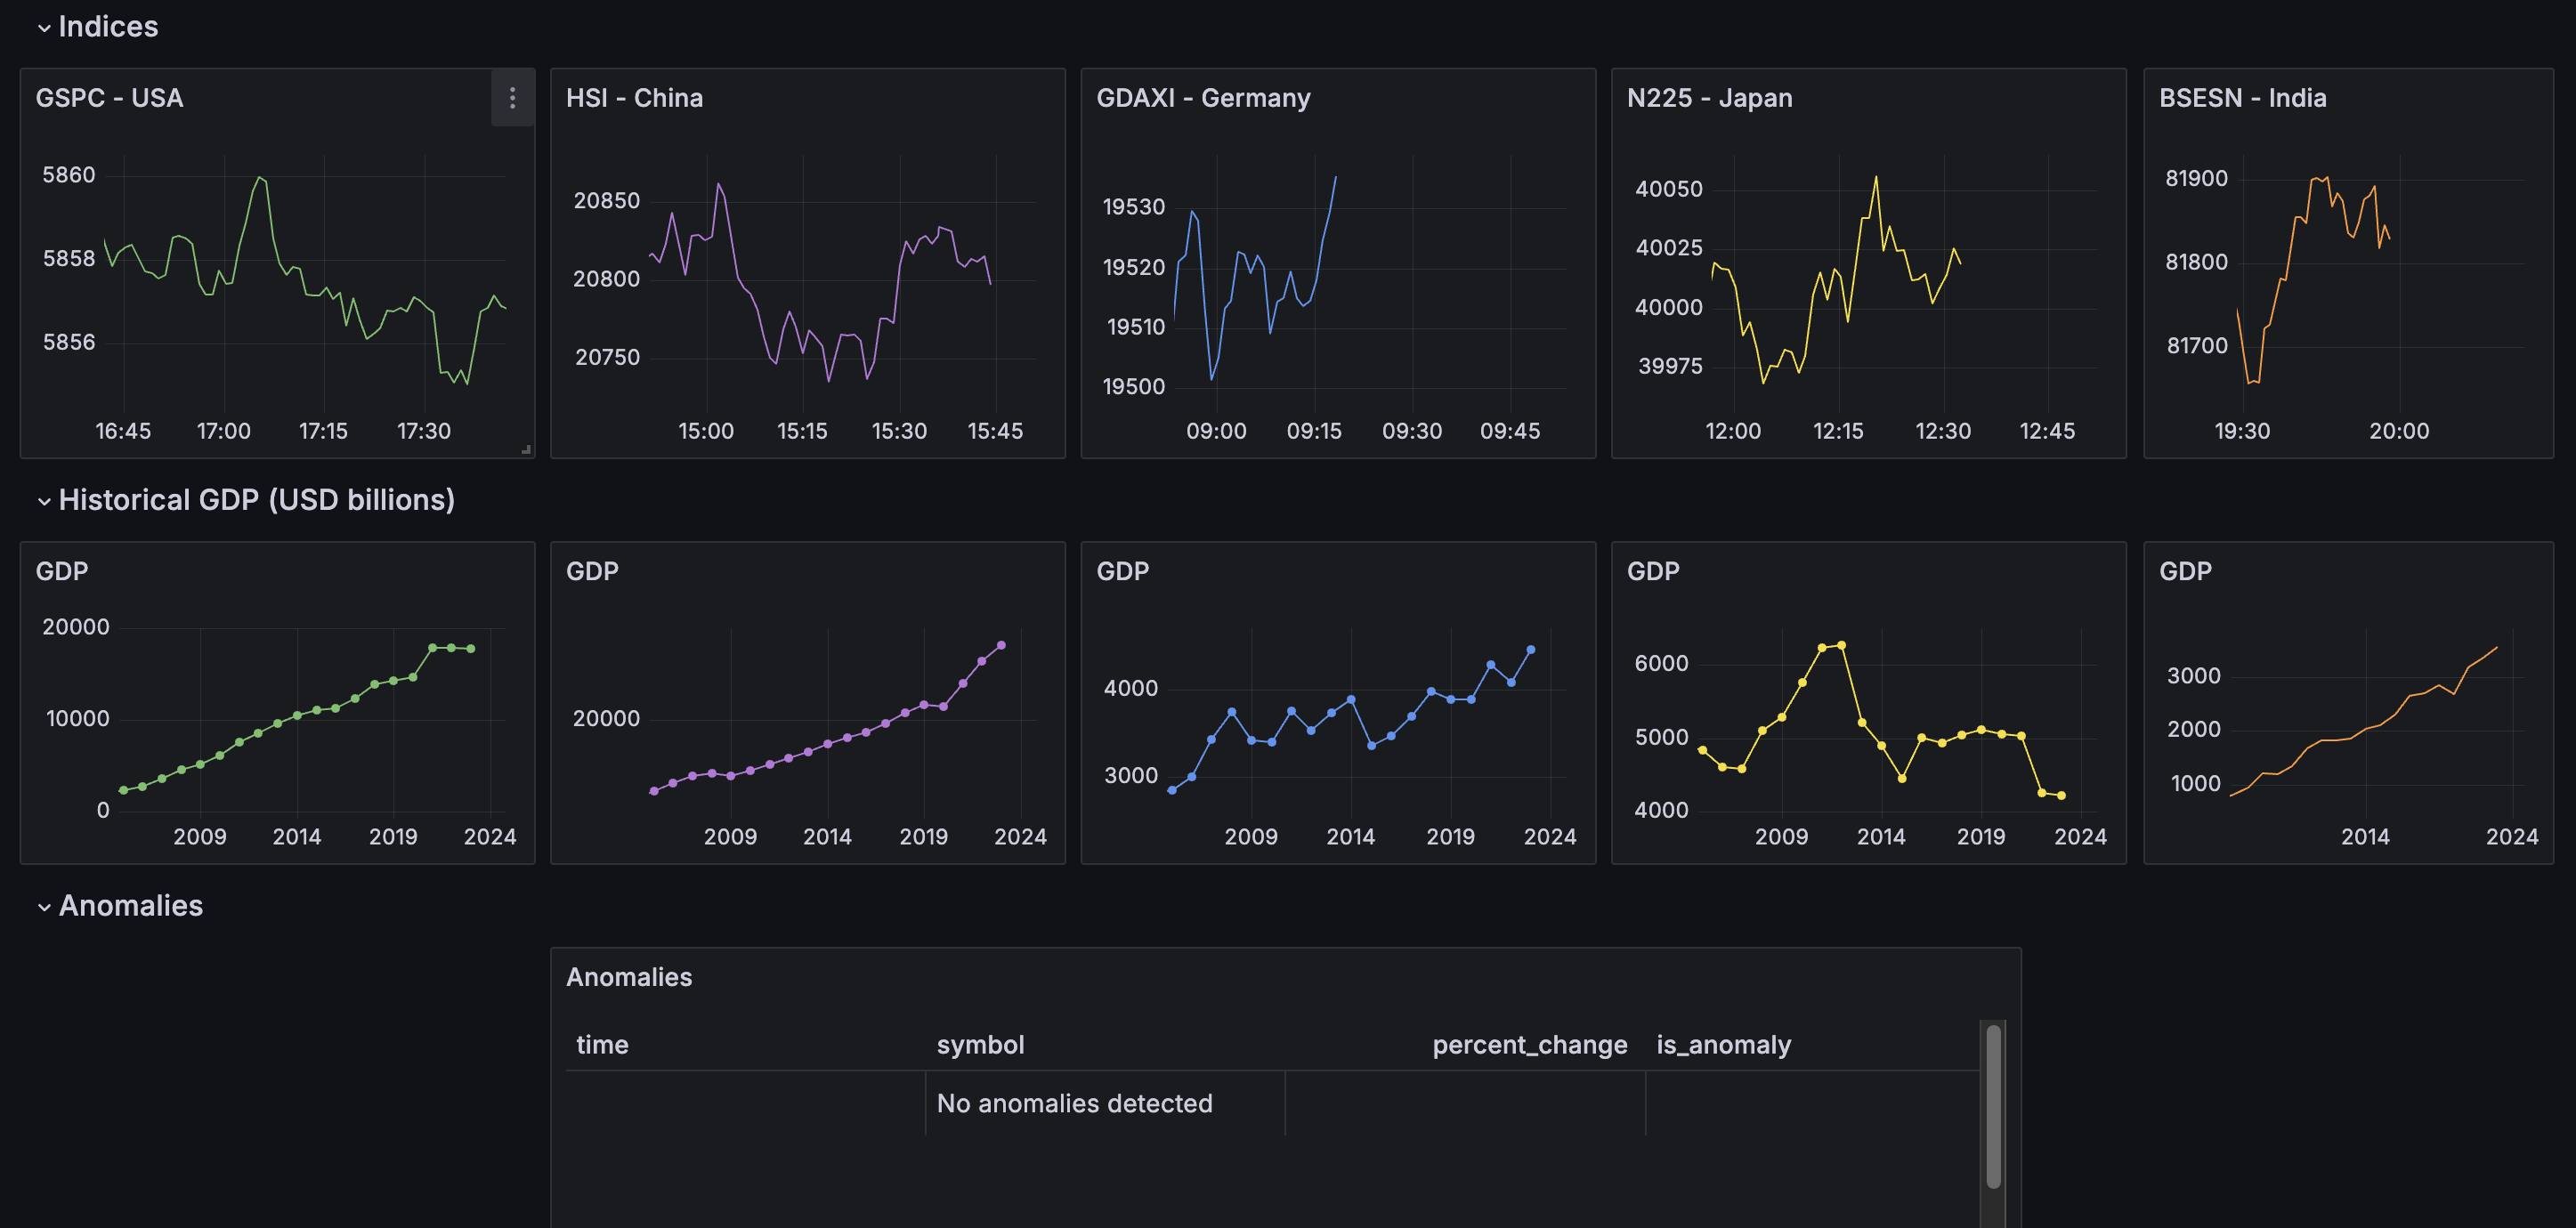 Indices
GSPC - USA
5860
5858
5856
16:45 17:00 17:15 17:30
HSI - China
20850
20800
20750
15:00 15:15 15:30 15:45
GDAXI - Germany
19530
19520
19510
19500
09:00 09:15 09:30 09:45
N225 - Japan
40050
40025
40000
39975
12:00 12:15 12:30 12:45
BSESN - India
81900
81800
81700
19:30 20:00
Historical GDP (USD billions)
GDP
20000
10000
0
2009 2014 2019 2024
GDP
20000
2009 2014 2019 2024
GDP
4000
3000
2009 2014 2019 2024
GDP
6000
5000
4000
2009 2014 2019 2024
GDP
3000
2000
1000
2014 2024
Anomalies
Anomalies
time symbol percent_change is_anomaly
No anomalies detected